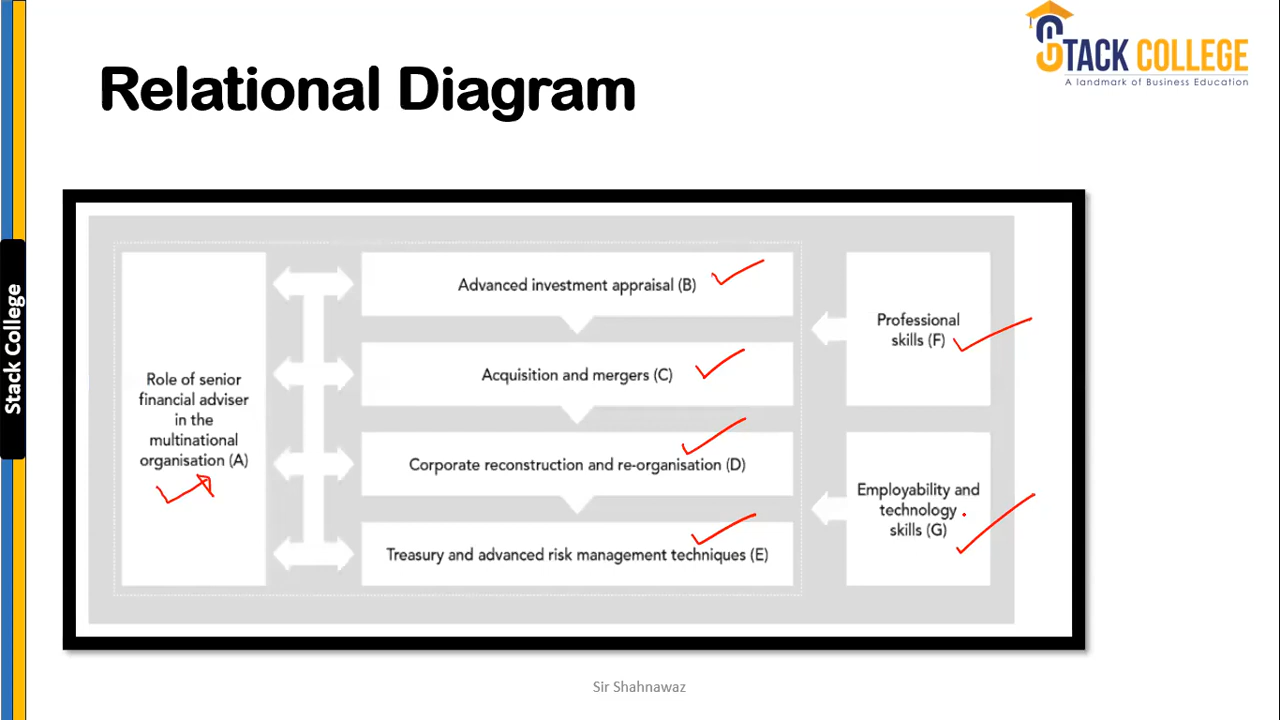 STACK COLLEGE
A landmark of Business Education
Relational Diagram
Stack College
Role of senior
financial adviser
in the
multinational
organisation (A)
Advanced investment appraisal (B)
Acquisition and mergers (C)
Corporate reconstruction and re-organisation (D)
Treasury and advanced risk management techniques (E)
Professional
skills (F)
Employability and
technology
skills (G)
Sir Shahnawaz